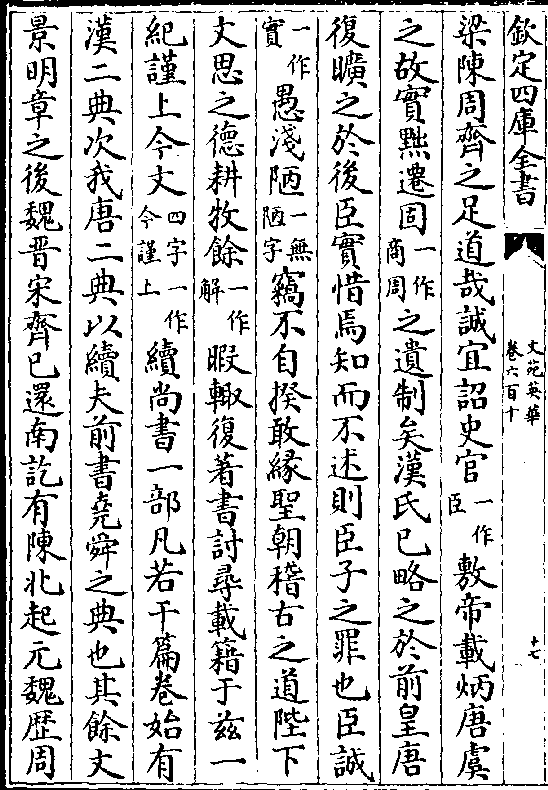 欽定四庫全書
文苑英華
卷六百十
十七
梁陳周齊之足道哉誠宜詔史官一作臣敷帝載炳唐虞
之故實黜遷固一作商周之遺制矣漢氏已略之於前皇唐
復曠之於後臣實惜焉知而不述則臣子之罪也臣誠
一作實愚淺陋一無陋字竊不自揆敢緣聖朝稽古之道陛下
文思之德耕牧餘一作解暇輙復著書討尋載籍于兹一
紀謹上今文四字一作今謹上續尚書一部凡若干篇卷始有
漢二典次我唐二典以續夫前書堯舜之典也其餘文
景明章之後魏晋宋齊已還南訖有陳北起元魏歴周